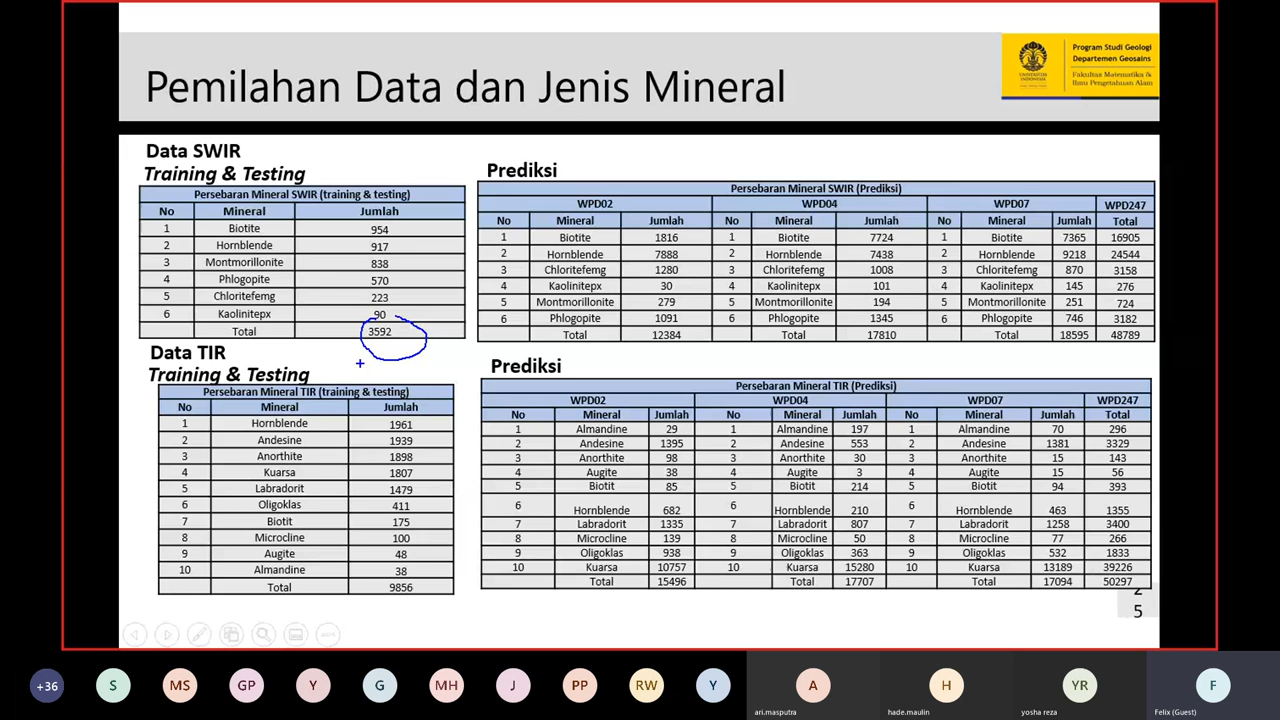 Pemilahan Data dan Jenis Mineral
UNIVERSITAS INDONESIA
Program Studi Geologi
Departemen Geosains
Fakultas Matematika &
Ilmu Pengetahuan Alam
Data SWIR
Training & Testing
Persebaran Mineral SWIR (training & testing)
No Mineral Jumlah
1 Biotite 954
2 Hornblende 917
3 Montmorillonite 838
4 Phlogopite 570
5 Chloritefemg 223
6 Kaolinitepx 90
Total 3592
Prediksi
Persebaran Mineral SWIR (Prediksi)
WPD02 WPD04 WPD07 WPD247
No Mineral Jumlah No Mineral Jumlah No Mineral Jumlah Total
1 Biotite 1816 1 Biotite 7724 1 Biotite 7365 16905
2 Hornblende 7888 2 Hornblende 7438 2 Hornblende 9218 24544
3 Chloritefemg 1280 3 Chloritefemg 1008 3 Chloritefemg 870 3158
4 Kaolinitepx 30 4 Kaolinitepx 101 4 Kaolinitepx 145 276
5 Montmorillonite 279 5 Montmorillonite 194 5 Montmorillonite 251 724
6 Phlogopite 1091 6 Phlogopite 1345 6 Phlogopite 746 3182
Total 12384 Total 17810 Total 18595 48789
Data TIR
Training & Testing
Persebaran Mineral TIR (training & testing)
No Mineral Jumlah
1 Hornblende 1961
2 Andesine 1939
3 Anorthite 1898
4 Kuarsa 1807
5 Labradorit 1479
6 Oligoklas 411
7 Biotit 175
8 Microcline 100
9 Augite 48
10 Almandine 38
Total 9856
Prediksi
Persebaran Mineral TIR (Prediksi)
WPD02 WPD04 WPD07 WPD247
No Mineral Jumlah No Mineral Jumlah No Mineral Jumlah Total
1 Almandine 29 1 Almandine 197 1 Almandine 70 296
2 Andesine 1395 2 Andesine 553 2 Andesine 1381 3329
3 Anorthite 98 3 Anorthite 30 3 Anorthite 15 143
4 Augite 38 4 Augite 3 4 Augite 15 56
5 Biotit 85 5 Biotit 214 5 Biotit 94 393
6 Hornblende 682 6 Hornblende 210 6 Hornblende 463 1355
7 Labradorit 1335 7 Labradorit 807 7 Labradorit 1258 3400
8 Microcline 139 8 Microcline 50 8 Microcline 77 266
9 Oligoklas 938 9 Oligoklas 363 9 Oligoklas 532 1833
10 Kuarsa 10757 10 Kuarsa 15280 10 Kuarsa 13189 39226
Total 15496 Total 17707 Total 17094 50297
2
5
+36 S MS GP Y G MH J PP RW Y A H YR F
ari.masputra hade.maulin yosha reza Felix (Guest)